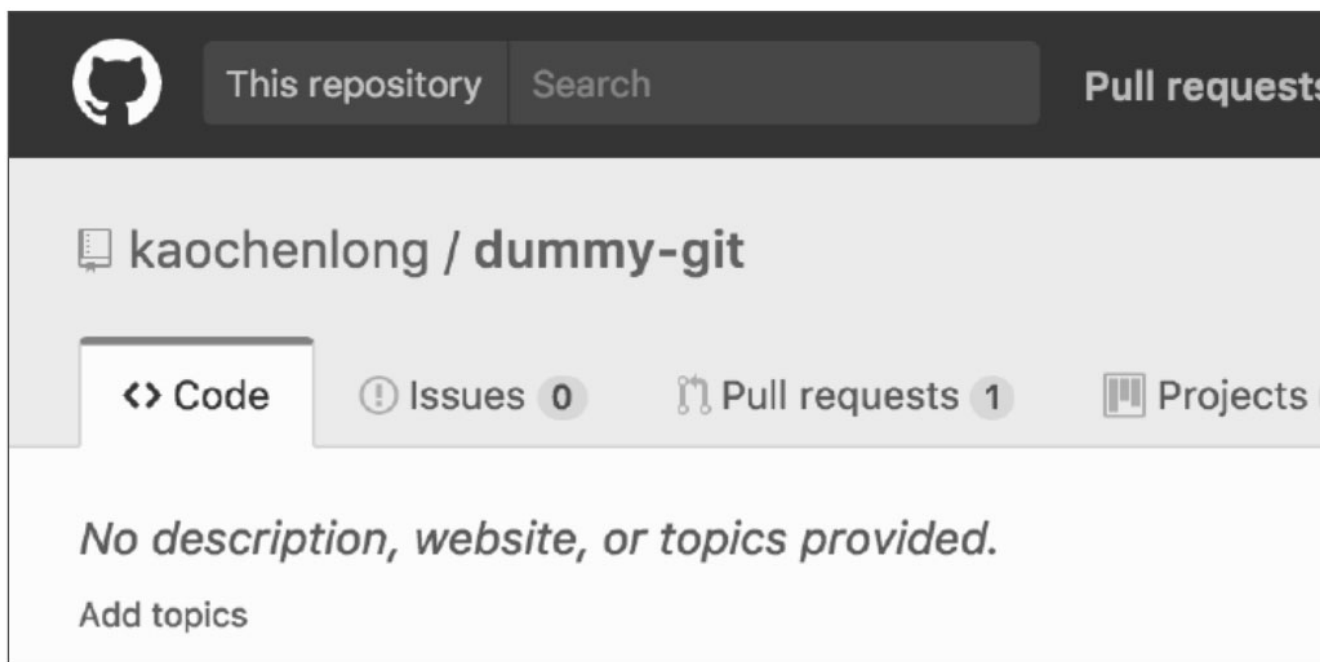 This repository Search Pull requests
kaochenlong / dummy-git
<> Code Issues 0 Pull requests 1 Projects
No description, website, or topics provided.
Add topics